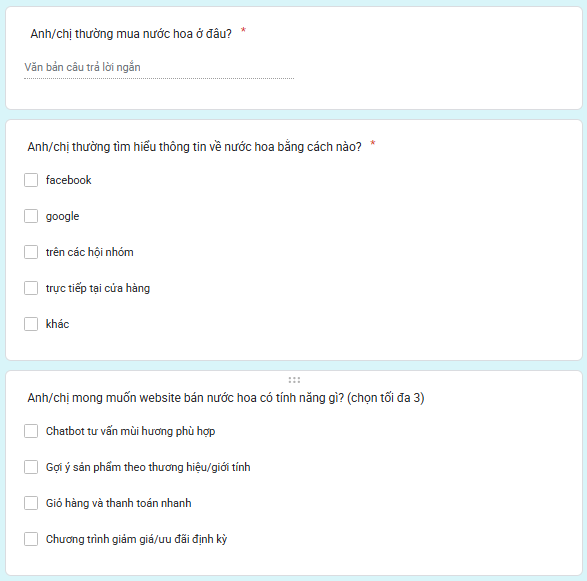 Anh/chị thường mua nước hoa ở đâu? *
Văn bản câu trả lời ngắn
Anh/chị thường tìm hiểu thông tin về nước hoa bằng cách nào? *
facebook
google
trên các hội nhóm
trực tiếp tại cửa hàng
khác
Anh/chị mong muốn website bán nước hoa có tính năng gì? (chọn tối đa 3)
Chatbot tư vấn mùi hương phù hợp
Gợi ý sản phẩm theo thương hiệu/giới tính
Giỏ hàng và thanh toán nhanh
Chương trình giảm giá/ưu đãi định kỳ